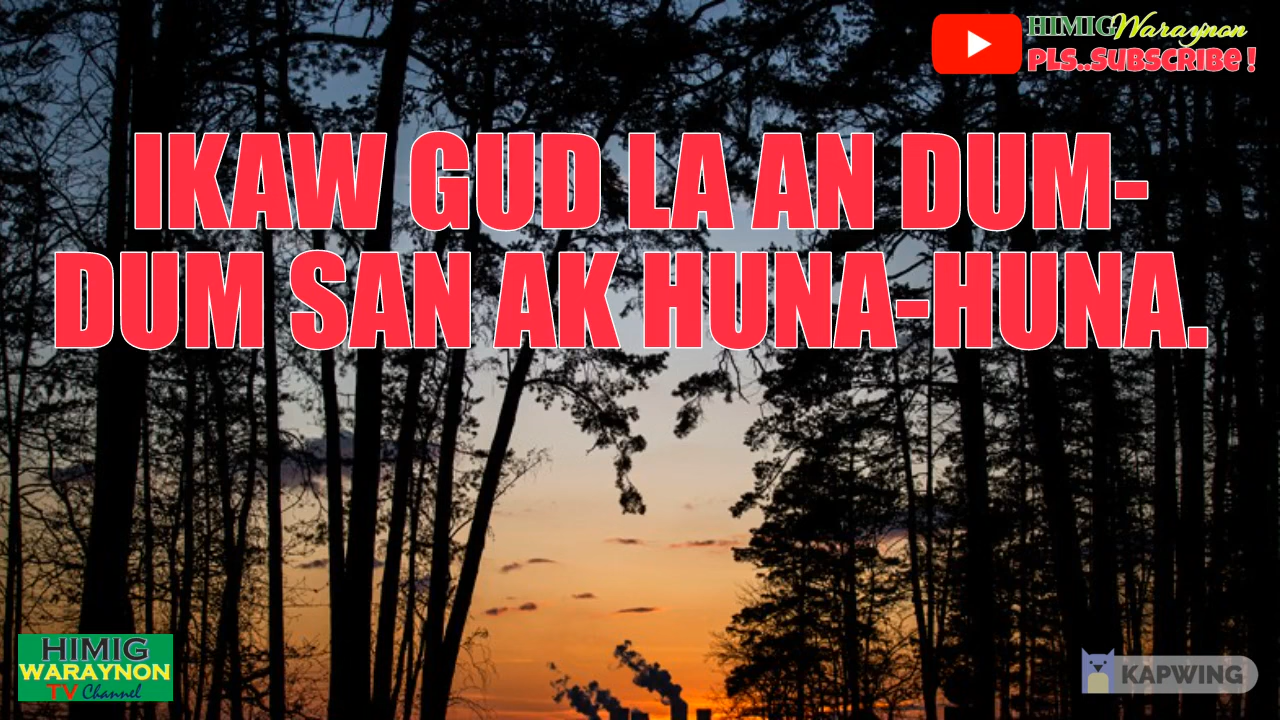 HIMIG Waraynon
PLS..SUBSCRIBE !
IKAW GUD LA AN DUM-
DUM SAN AK HUNA-HUNA.
HIMIG
WARAYNON
TV Channel
KAPWING